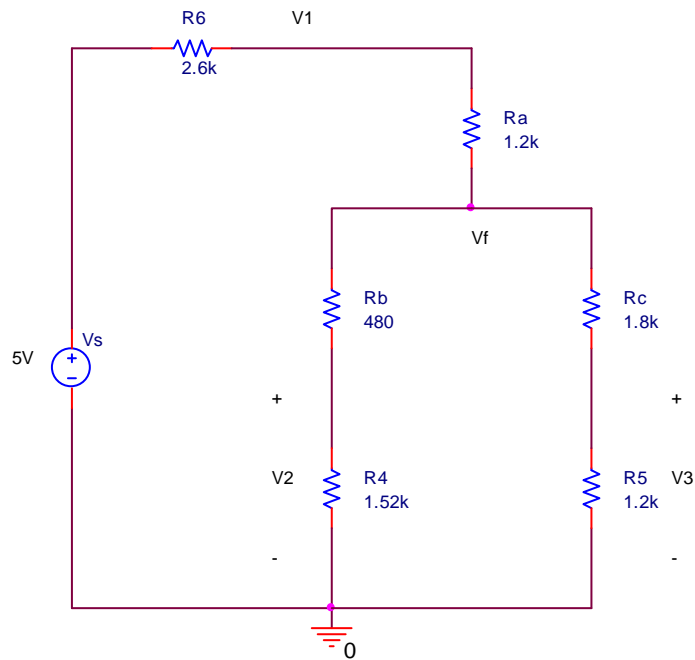 R6
V1
2.6k
Ra
1.2k
Vf
Rb
480
Rc
1.8k
Vs
5V
+
-
+
+
V2
R4
1.52k
R5
1.2k
V3
-
-
0